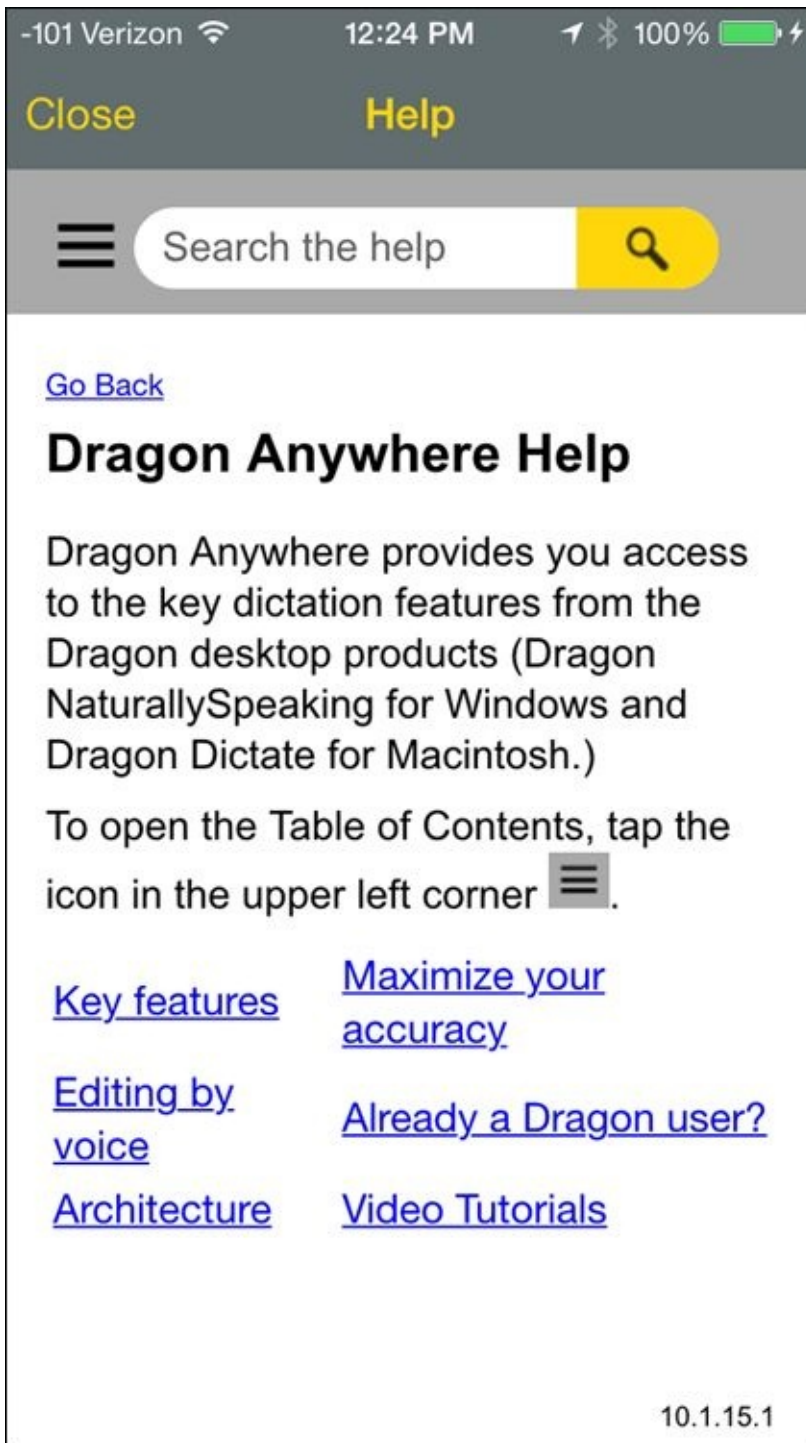 -101 Verizon 12:24 PM 100%
Close Help
Search the help
Go Back
Dragon Anywhere Help
Dragon Anywhere provides you access
to the key dictation features from the
Dragon desktop products (Dragon
NaturallySpeaking for Windows and
Dragon Dictate for Macintosh.)
To open the Table of Contents, tap the
icon in the upper left corner .
Key features
Maximize your
accuracy
Editing by
voice
Already a Dragon user?
Architecture
Video Tutorials
10.1.15.1